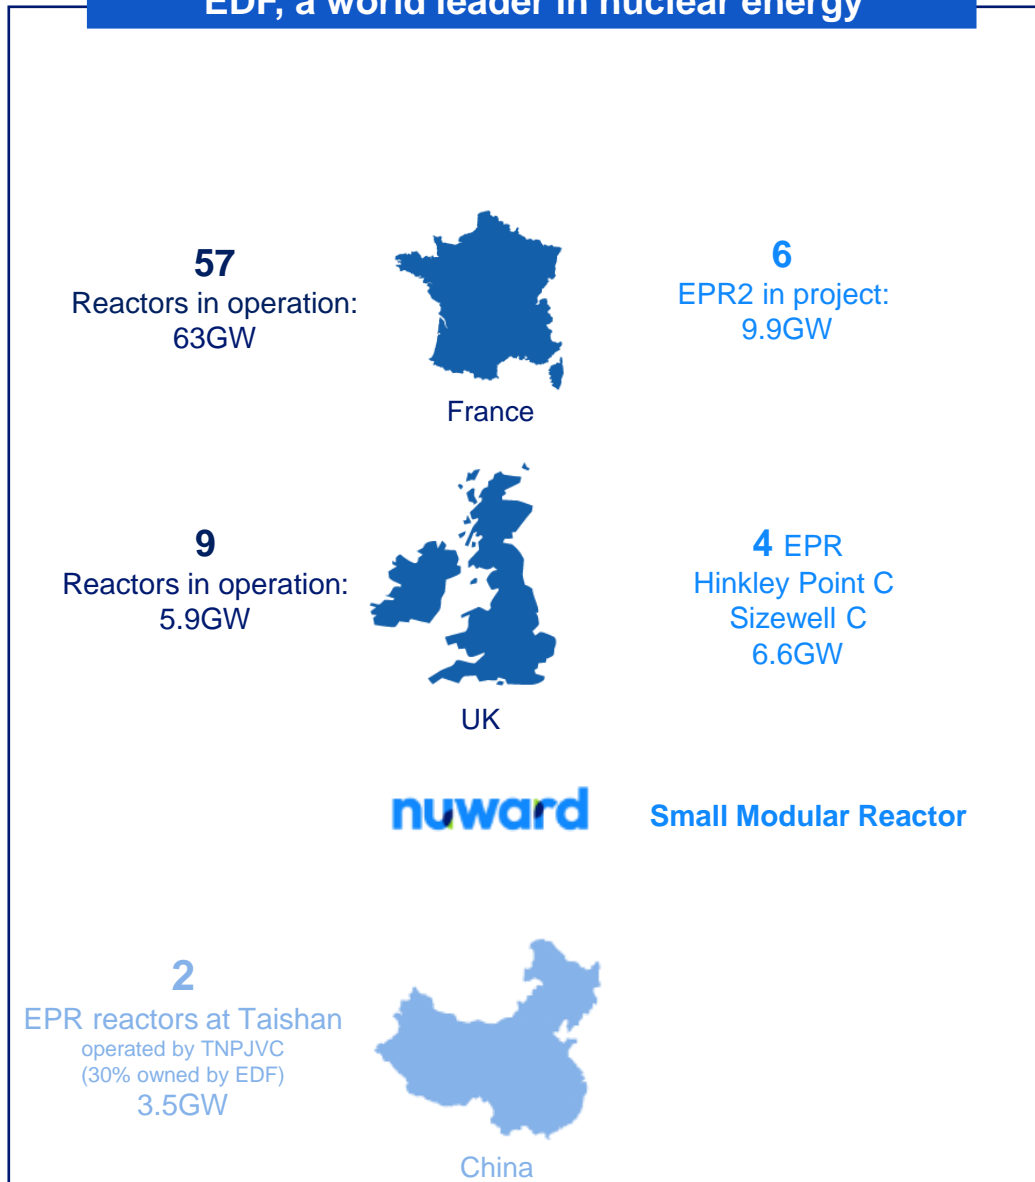 EDF, a world leader in nuclear energy
57
Reactors in operation:
63GW
France
6
EPR2 in project:
9.9GW
9
Reactors in operation:
5.9GW
UK
4 EPR
Hinkley Point C
Sizewell C
6.6GW
nuward
Small Modular Reactor
2
EPR reactors at Taishan
operated by TNPJVC
(30% owned by EDF)
3.5GW
China